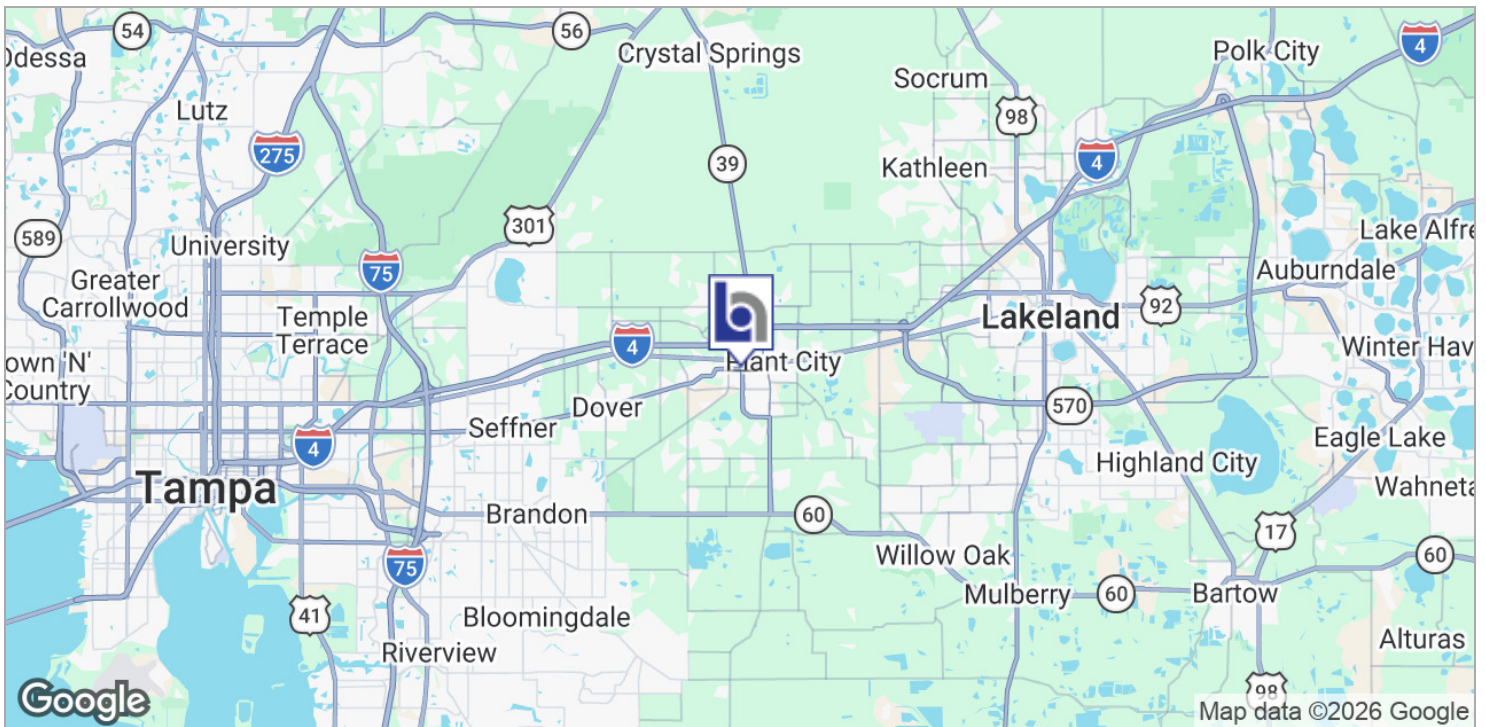 54
56
Odessa
Crystal Springs
Polk City
4
Socrum
Lutz
98
275
39
4
Kathleen
301
589
University
Lake Alfre
75
Greater
Carrollwood
Auburndale
92
Temple
Terrace
Lakeland
4
Winter Hav
Plant City
own 'N'
Country
570
Dover
Seffner
4
Eagle Lake
Highland City
Tampa
Wahneta
Brandon
60
17
Willow Oak
60
75
Mulberry
60
Bartow
41
Bloomingdale
Alturas
Riverview
98
Google
Map data ©2026 Google